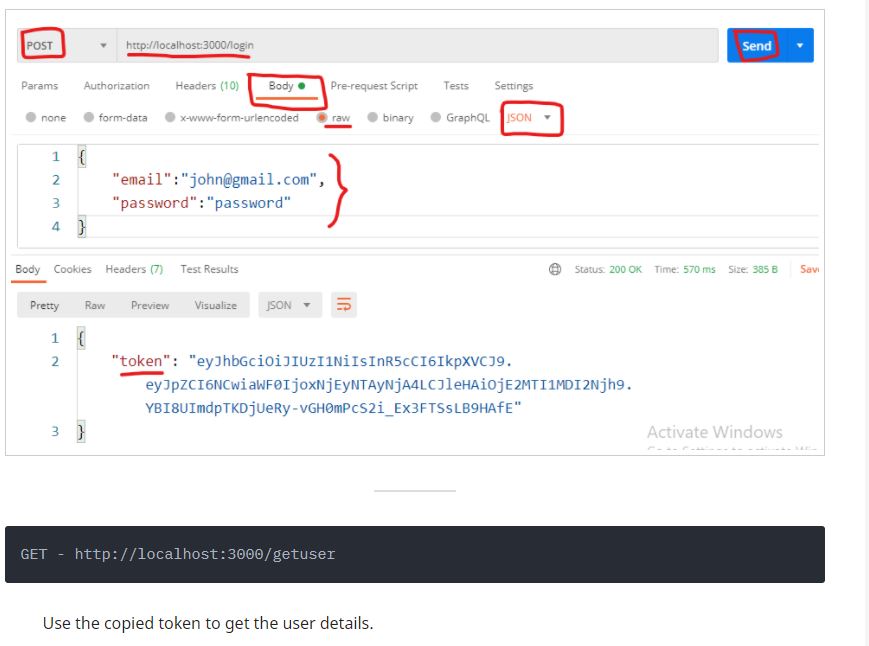 POST http://localhost:3000/login Send
Params Authorization Headers (10) Body Pre-request Script Tests Settings
none form-data x-www-form-urlencoded raw binary GraphQL JSON
1 {
2 "email":"john@gmail.com",
3 "password":"password"
4 }
Body Cookies Headers (7) Test Results Status: 200 OK Time: 570 ms Size: 385 B Save
Pretty Raw Preview Visualize JSON
1 {
2 "token": "eyJhbGciOiJIUzI1NiIsInR5cCI6IkpXVCJ9.
eyJpZCI6NCwiaWF0IjoxNjEyNTAyNjA4LCJleHAiOjE2MTI1MDI2Njh9.
YBI8UImdpTKDjUeRy-vGH0mPcS2i_Ex3FTSsLB9HAfE"
3 }
Activate Windows
GET - http://localhost:3000/getuser
Use the copied token to get the user details.